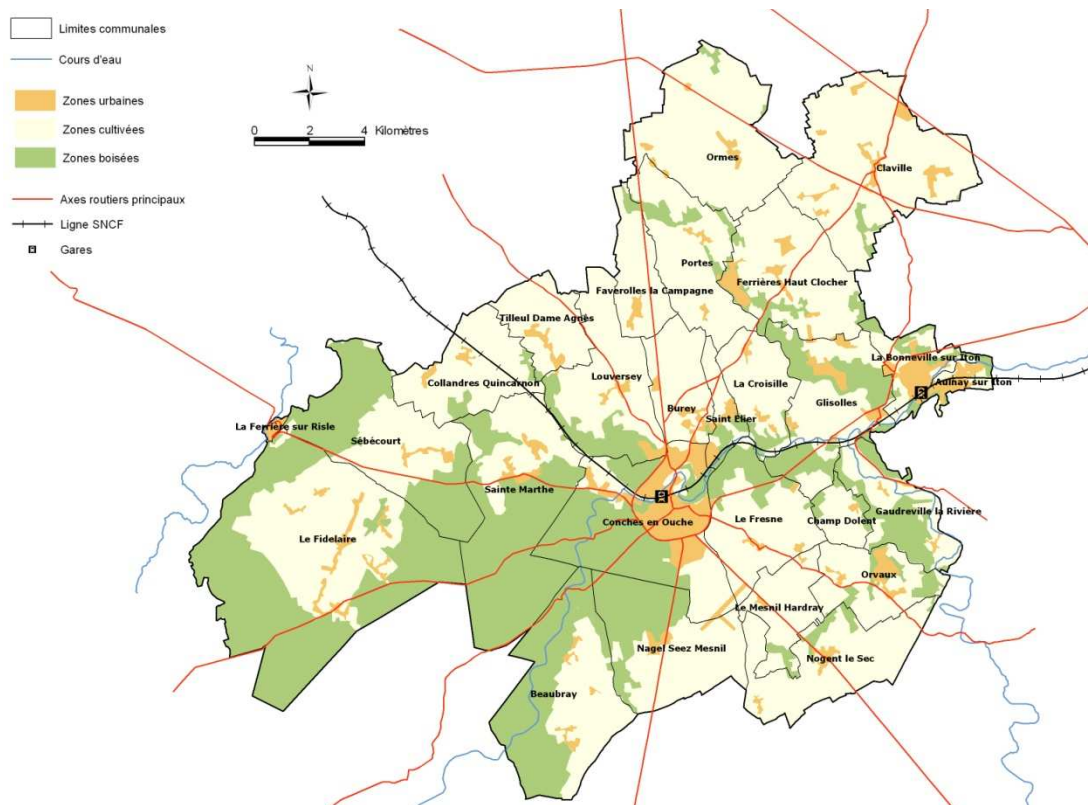 Limites communales
Cours d'eau
Zones urbaines
Zones cultivées
Zones boisées
Axes routiers principaux
Ligne SNCF
Gares
N
0 2 4 Kilomètres
Ormes
Claville
Portes
Ferrières Haut Clocher
Faverolles la Campagne
Tilleul Dame Agnès
La Bonneville sur Iton
Aulnay sur Iton
Collandres Quincarnon
Louversey
La Croisille
Glisolles
Burey
Saint Elier
La Ferrière sur Risle
Sébécourt
Sainte Marthe
Conches en Ouche
Le Fresne
Champ Dolent
Gaudreville la Rivière
Le Fidelaire
Orvaux
Le Mesnil Hardray
Nagel Seez Mesnil
Nogent le Sec
Beaubray